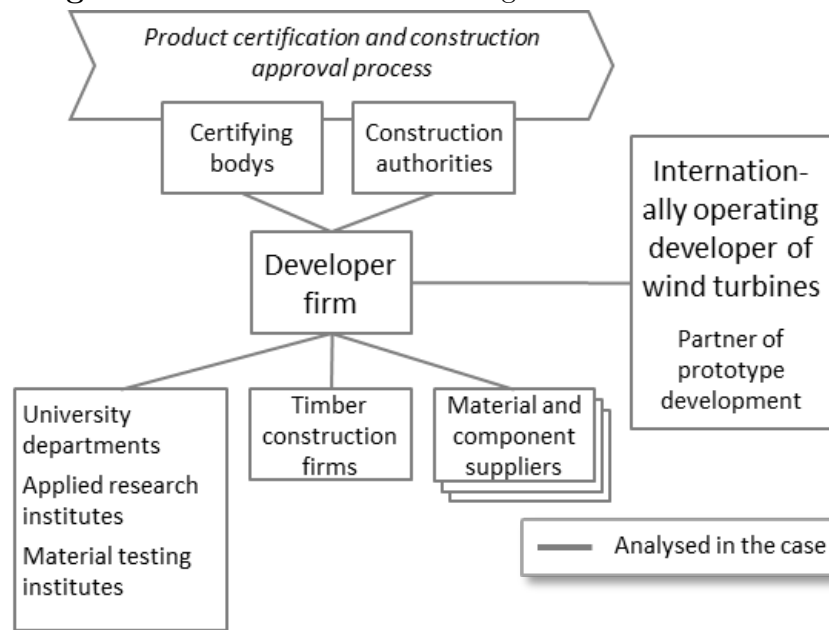 Product certification and construction
approval process
Certifying
bodys
Construction
authorities
Internation-
ally operating
developer of
wind turbines
Partner of
prototype
development
Developer
firm
University
departments
Applied research
institutes
Material testing
institutes
Timber
construction
firms
Material and
component
suppliers
Analysed in the case